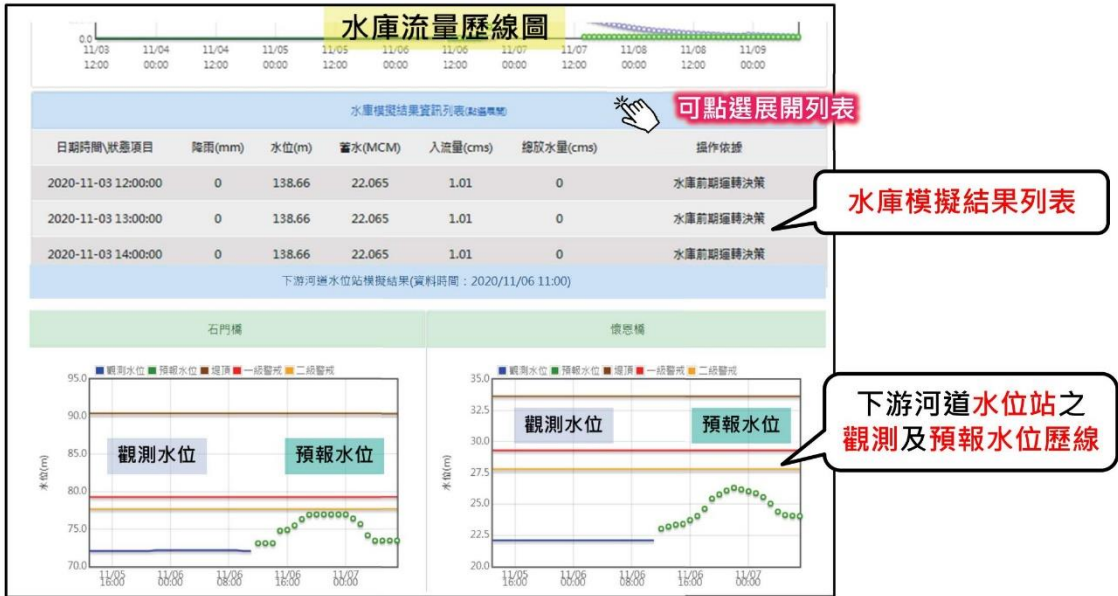 水庫流量歷線圖
0.0
11/03 11/04 11/04 11/05 11/05 11/06 11/06 11/07 11/07 11/08 11/08 11/09
12:00 00:00 12:00 00:00 12:00 00:00 12:00 00:00 12:00 00:00 12:00 00:00
水庫模擬結果資訊列表(點選展開)
可點選展開列表
日期時間\狀態項目 降雨(mm) 水位(m) 蓄水(MCM) 入流量(cms) 總放水量(cms) 操作依據
2020-11-03 12:00:00 0 138.66 22.065 1.01 0 水庫前期運轉決策
2020-11-03 13:00:00 0 138.66 22.065 1.01 0 水庫前期運轉決策
2020-11-03 14:00:00 0 138.66 22.065 1.01 0 水庫前期運轉決策
水庫模擬結果列表
下游河道水位站模擬結果(資料時間：2020/11/06 11:00)
石門橋
觀測水位 預報水位 堤頂 一級警戒 二級警戒
95.0
90.0
85.0
80.0
75.0
70.0
水位(m)
觀測水位
預報水位
11/05 11/06 11/06 11/06 11/07
16:00 00:00 08:00 16:00 00:00
懷恩橋
觀測水位 預報水位 堤頂 一級警戒 二級警戒
35.0
32.5
30.0
27.5
25.0
22.5
20.0
水位(m)
觀測水位
預報水位
11/05 11/06 11/06 11/06 11/07
16:00 00:00 08:00 16:00 00:00
下游河道水位站之
觀測及預報水位歷線